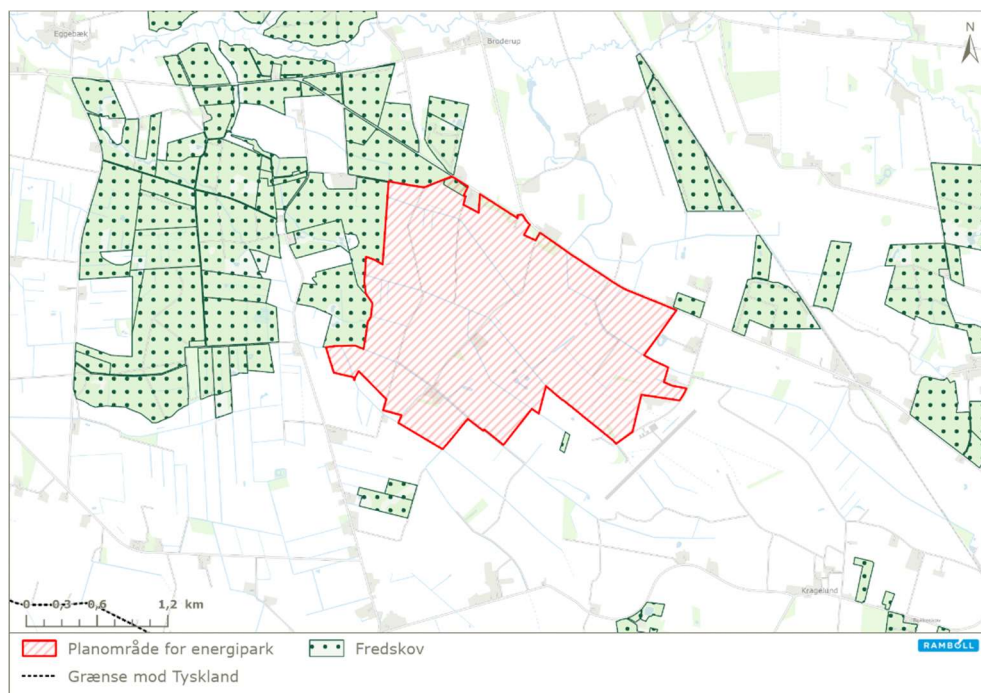 Eggebæk
Broderup
N
Kragelund
0 0,3 0,6 1,2 km
Planområde for energipark
Fredskov
RAMBOLL
Grænse mod Tyskland